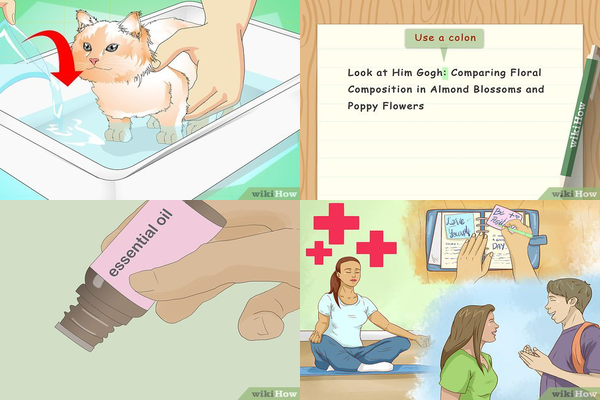 wikiHow
Use a colon
Look at Him Gogh: Comparing Floral
Composition in Almond Blossoms and
Poppy Flowers
wikiHow
wikiHow
essential oil
wikiHow
Love
Yourself
DAY
wikiHow